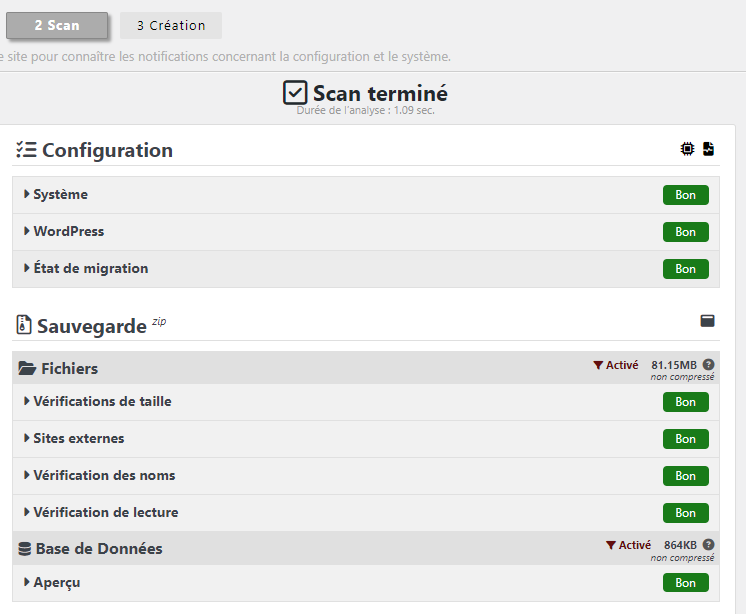 2 Scan
3 Création
e site pour connaître les notifications concernant la configuration et le système.
Scan terminé
Durée de l'analyse : 1.09 sec.
Configuration
Système Bon
WordPress Bon
État de migration Bon
Sauvegarde zip
Fichiers Activé 81.15MB
non compressé
Vérifications de taille Bon
Sites externes Bon
Vérification des noms Bon
Vérification de lecture Bon
Base de Données Activé 864KB
non compressé
Aperçu Bon